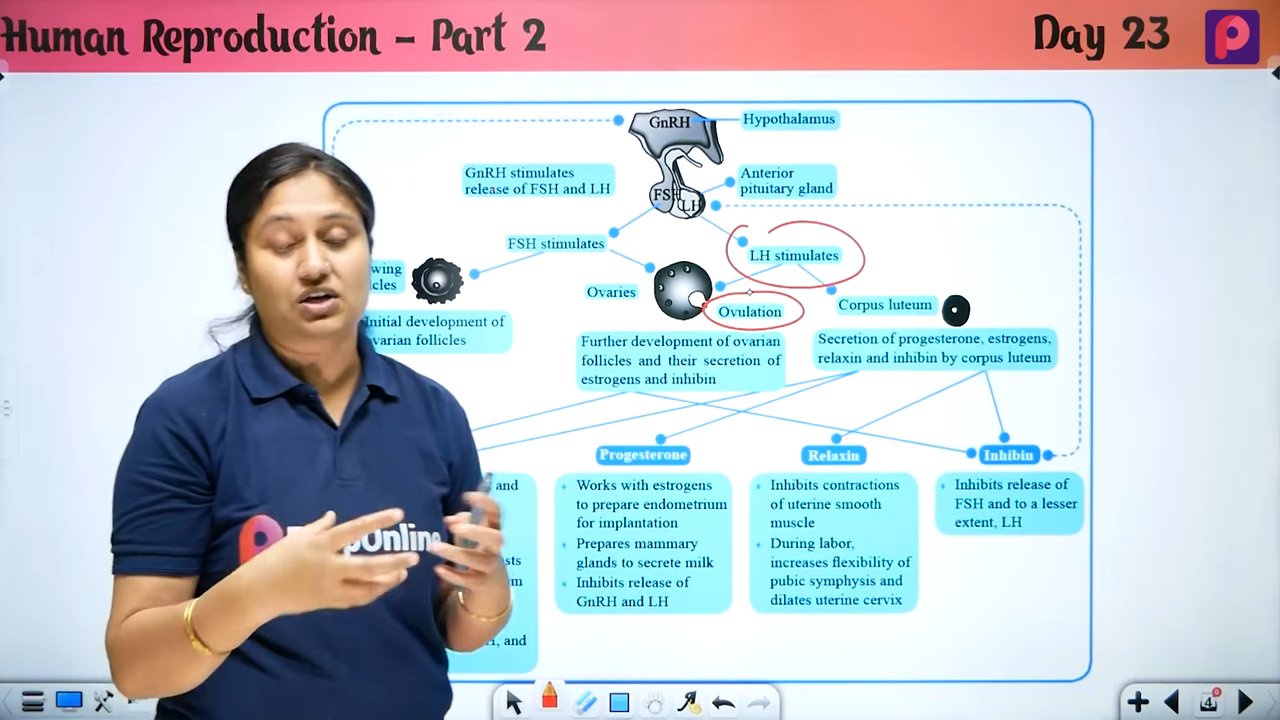 Human Reproduction – Part 2
Day 23
GnRH
Hypothalamus
GnRH stimulates
release of FSH and LH
Anterior
pituitary gland
FSH
LH
FSH stimulates
LH stimulates
Ovaries
Ovulation
Corpus luteum
Initial development of
ovarian follicles
Further development of ovarian
follicles and their secretion of
estrogens and inhibin
Secretion of progesterone, estrogens,
relaxin and inhibin by corpus luteum
Progesterone
Relaxin
Inhibin
and
Works with estrogens
to prepare endometrium
for implantation
Prepares mammary
glands to secrete milk
Inhibits release of
GnRH and LH
Inhibits contractions
of uterine smooth
muscle
During labor,
increases flexibility of
pubic symphysis and
dilates uterine cervix
Inhibits release of
FSH and to a lesser
extent, LH
and
4